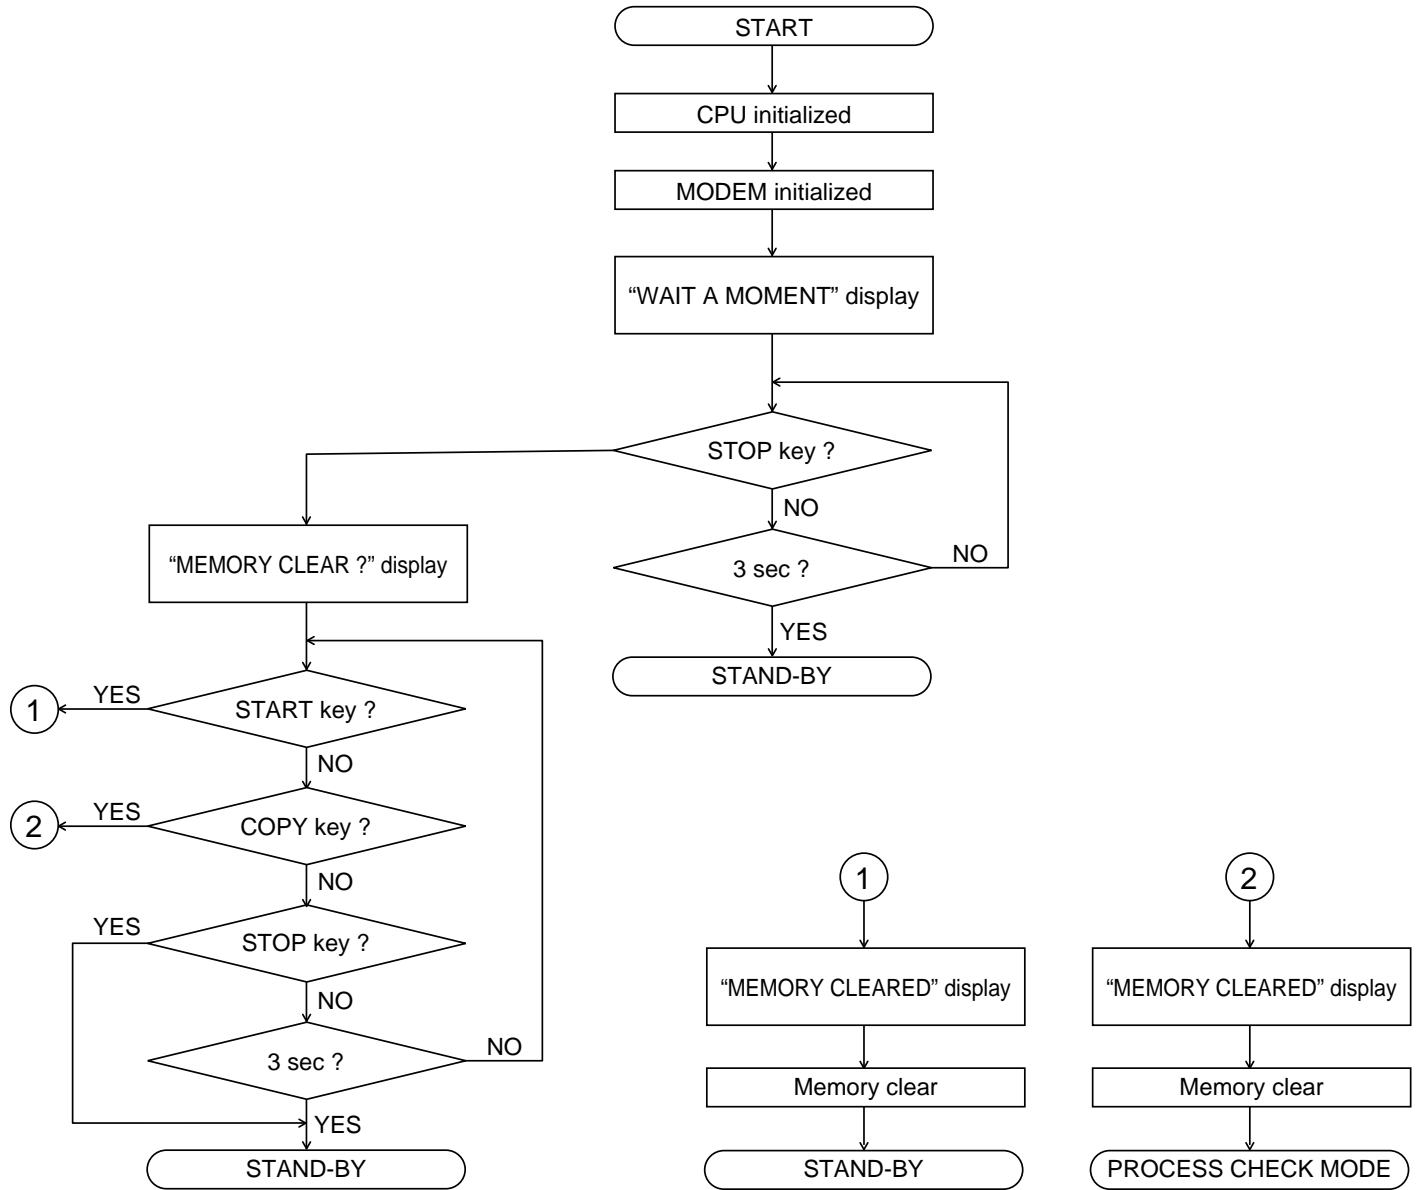 START
CPU initialized
MODEM initialized
“WAIT A MOMENT” display
STOP key ?
NO
3 sec ?
NO
YES
STAND-BY
“MEMORY CLEAR ?” display
START key ?
YES
1
NO
COPY key ?
YES
2
NO
STOP key ?
YES
NO
3 sec ?
NO
YES
STAND-BY
1
“MEMORY CLEARED” display
Memory clear
STAND-BY
2
“MEMORY CLEARED” display
Memory clear
PROCESS CHECK MODE